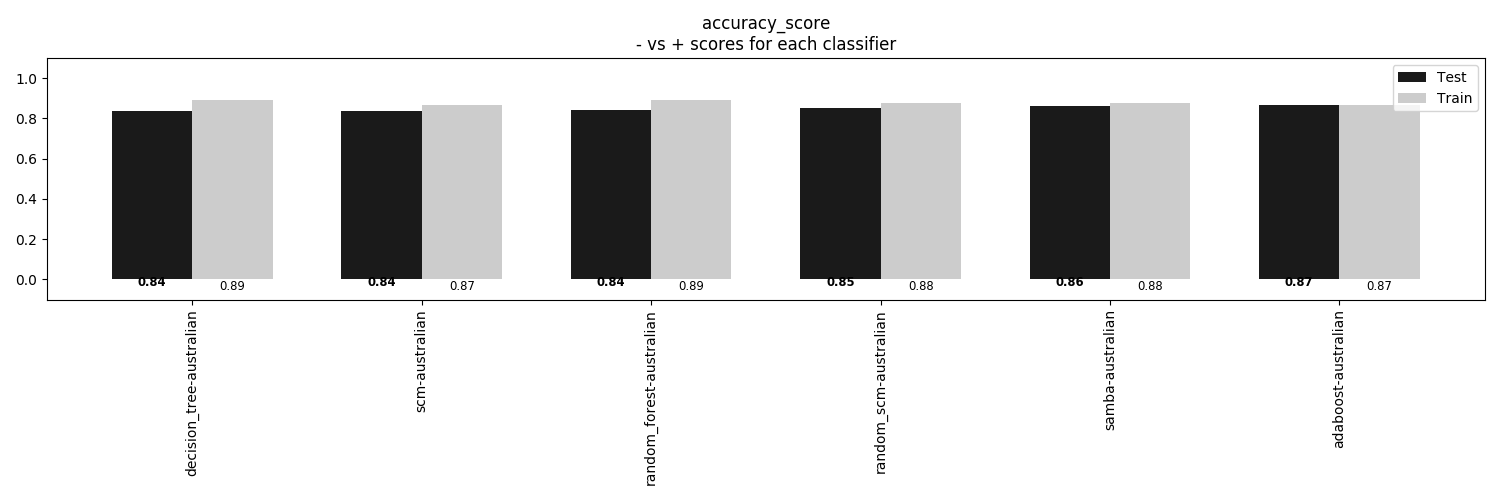 accuracy_score
- vs + scores for each classifier
Test
Train
1.0
0.8
0.6
0.4
0.2
0.0
0.84
0.89
0.84
0.87
0.84
0.89
0.85
0.88
0.86
0.88
0.87
0.87
decision_tree-australian
scm-australian
random_forest-australian
random_scm-australian
samba-australian
adaboost-australian